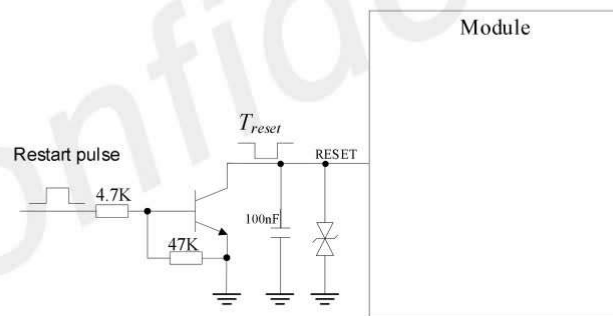 Module
T_reset
Restart pulse
RESET
4.7K
100nF
47K